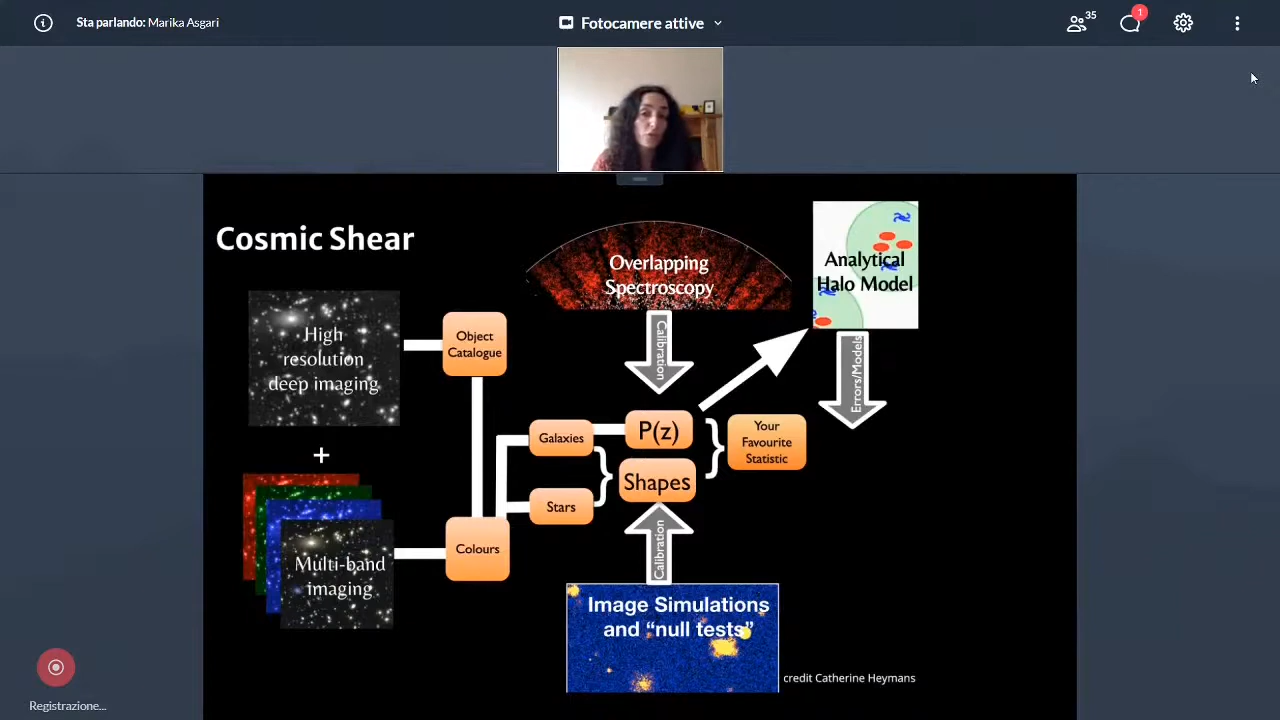 Sta parlando: Marika Asgari
Fotocamere attive
35
1
Cosmic Shear
Overlapping
Spectroscopy
Analytical
Halo Model
High
resolution
deep imaging
Object
Catalogue
Calibration
Errors/Models
+
Galaxies
P(z)
Your
Favourite
Statistic
Shapes
Stars
Multi-band
imaging
Colours
Calibration
Image Simulations
and “null tests”
credit Catherine Heymans
Registrazione...